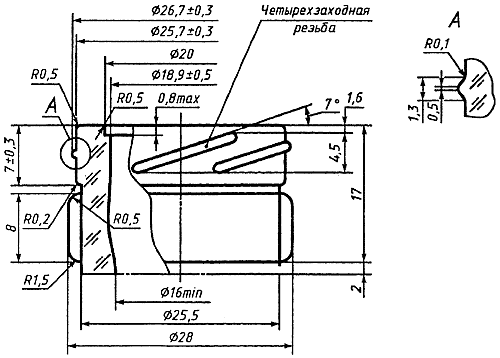 Ø26,7±0,3
Ø25,7±0,3
Ø20
Ø18,9±0,5
Четырехзаходная
резьба
А
R0,1
R0,5
R0,5
0,8max
7°
1,6
А
1,3
0,5
7±0,3
4,5
17
R0,2
R0,5
8
R1,5
2
Ø16min
Ø25,5
Ø28